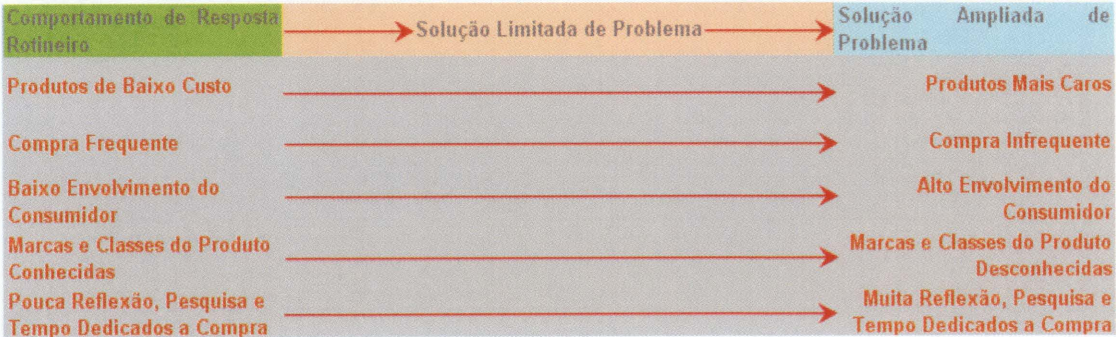 Comportamento de Resposta
Rotineiro
Solução Limitada de Problema
Solução Ampliada de
Problema
Produtos de Baixo Custo
Produtos Mais Caros
Compra Frequente
Compra Infrequente
Baixo Envolvimento do
Consumidor
Alto Envolvimento do
Consumidor
Marcas e Classes do Produto
Conhecidas
Marcas e Classes do Produto
Desconhecidas
Pouca Reflexão, Pesquisa e
Tempo Dedicados a Compra
Muita Reflexão, Pesquisa e
Tempo Dedicados a Compra